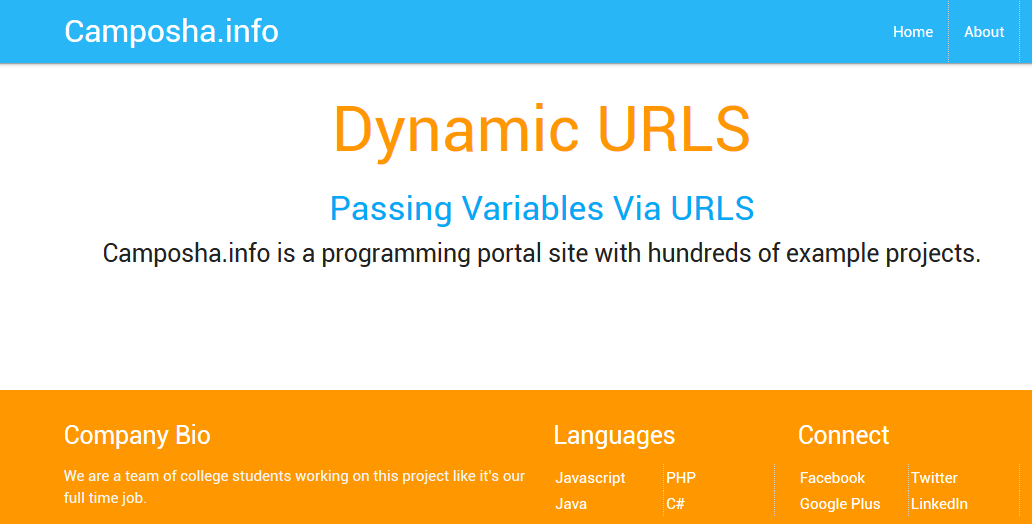 Camposha.info
Home About
Dynamic URLS
Passing Variables Via URLS
Camposha.info is a programming portal site with hundreds of example projects.
Company Bio
We are a team of college students working on this project like it's our
full time job.
Languages
Javascript PHP
Java C#
Connect
Facebook Twitter
Google Plus LinkedIn